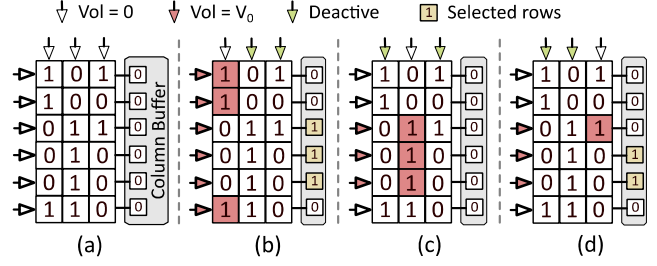 Vol = 0 Vol = V₀ Deactive 1 Selected rows
1 0 1 0 1 0 1 0 1 0 1 0 1 0 1 0
1 0 0 0 1 0 0 0 1 0 0 0 1 0 0 0
0 1 1 0 0 1 1 1 0 1 1 0 0 1 1 0
0 1 0 0 0 1 0 1 0 1 0 0 0 1 0 1
0 1 0 0 0 1 0 1 0 1 0 0 0 1 0 1
1 1 0 0 1 1 0 0 1 1 0 0 1 1 0 0
Column Buffer
(a) (b) (c) (d)